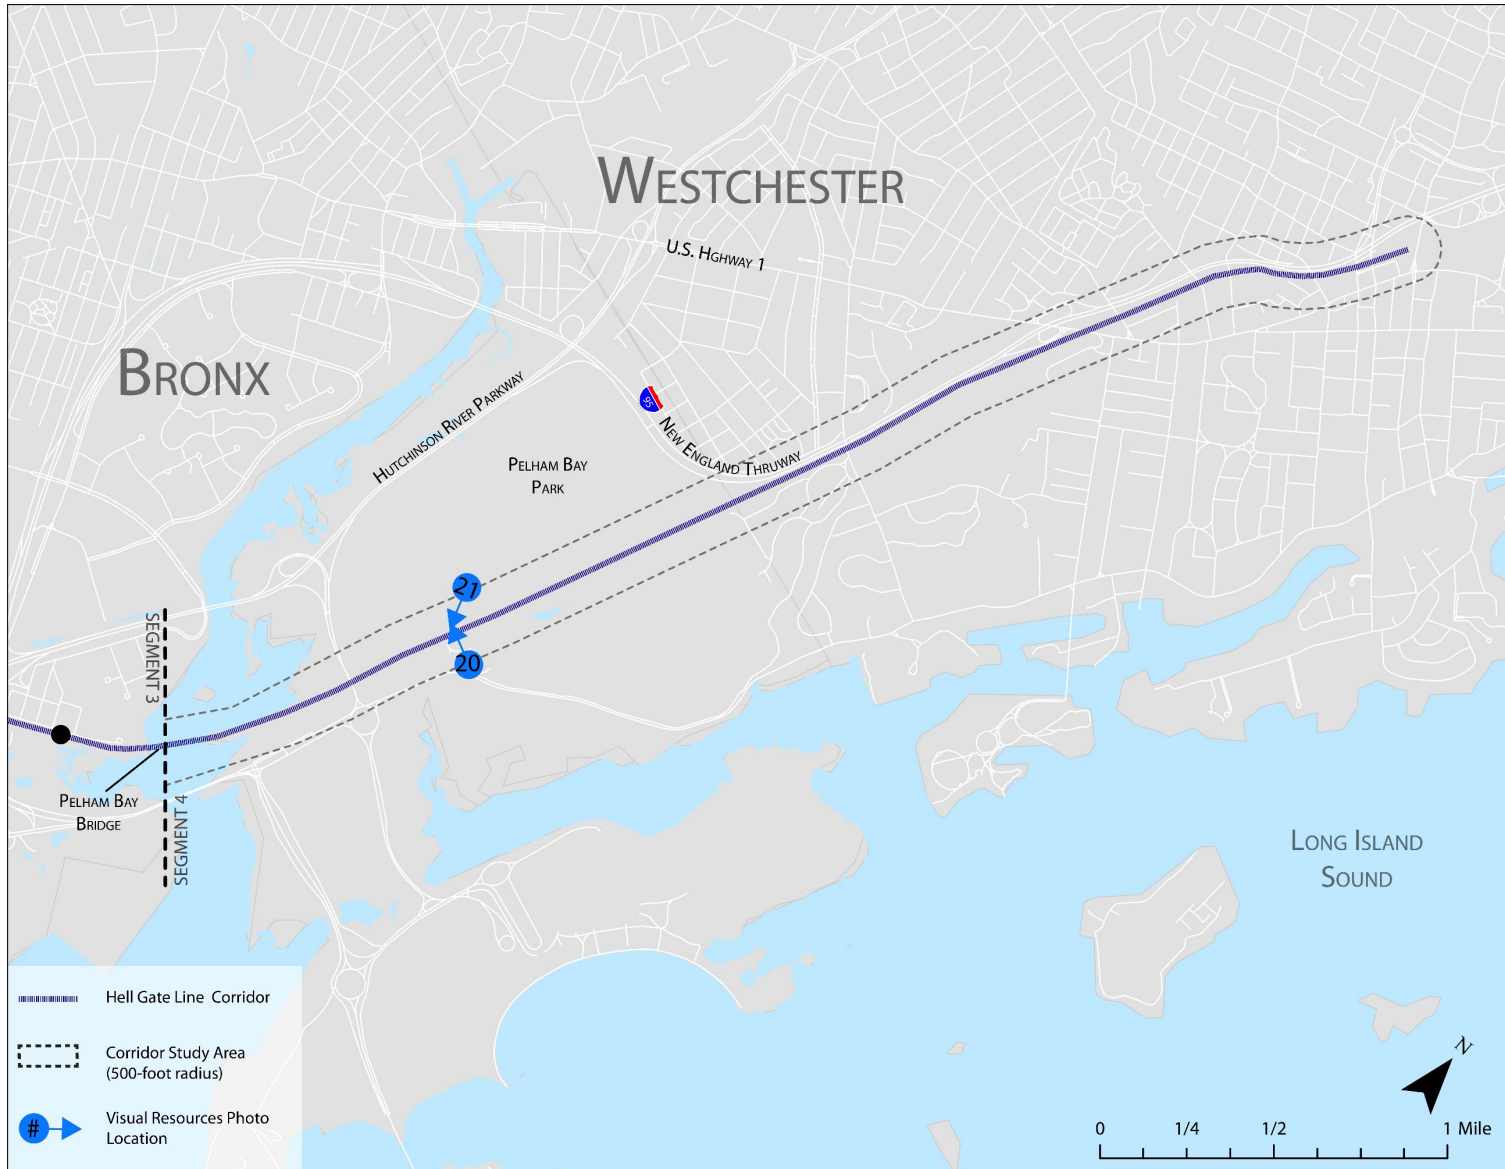 WESTCHESTER
U.S. HGHWAY 1
BRONX
95
HUTCHINSON RIVER PARKWAY
NEW ENGLAND THRUWAY
PELHAM BAY
PARK
21
20
SEGMENT 3
SEGMENT 4
PELHAM BAY
BRIDGE
LONG ISLAND
SOUND
Hell Gate Line Corridor
Corridor Study Area
(500-foot radius)
# Visual Resources Photo
Location
N
0 1/4 1/2 1 Mile